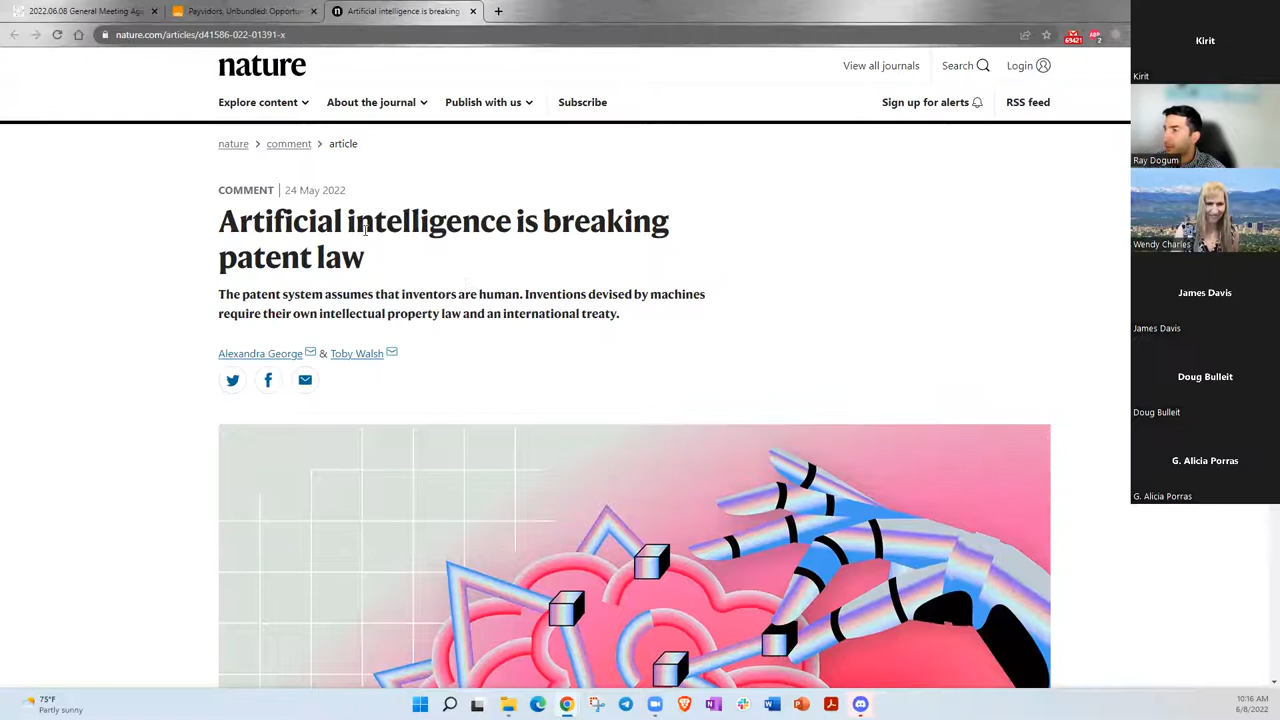 2022.06.08 General Meeting Ag
Payvidors, Unbundled: Opportun
Artificial intelligence is breaking
nature.com/articles/d41586-022-01391-x
69421
2
nature
View all journals
Search
Login
Explore content
About the journal
Publish with us
Subscribe
Sign up for alerts
RSS feed
nature > comment > article
COMMENT | 24 May 2022
Artificial intelligence is breaking
patent law
The patent system assumes that inventors are human. Inventions devised by machines
require their own intellectual property law and an international treaty.
Alexandra George & Toby Walsh
Kirit
Kirit
Ray Dogum
Wendy Charles
James Davis
James Davis
Doug Bulleit
Doug Bulleit
G. Alicia Porras
G. Alicia Porras
75°F
Partly sunny
10:16 AM
6/8/2022